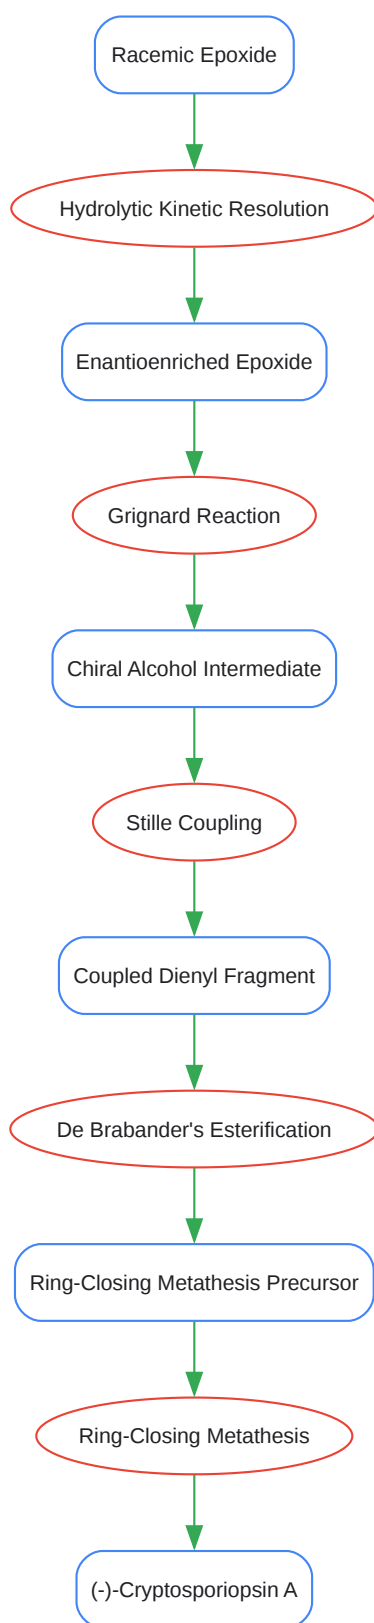 Racemic Epoxide
Hydrolytic Kinetic Resolution
Enantioenriched Epoxide
Grignard Reaction
Chiral Alcohol Intermediate
Stille Coupling
Coupled Dienyl Fragment
De Brabander's Esterification
Ring-Closing Metathesis Precursor
Ring-Closing Metathesis
(-)-Cryptosporiopsin A